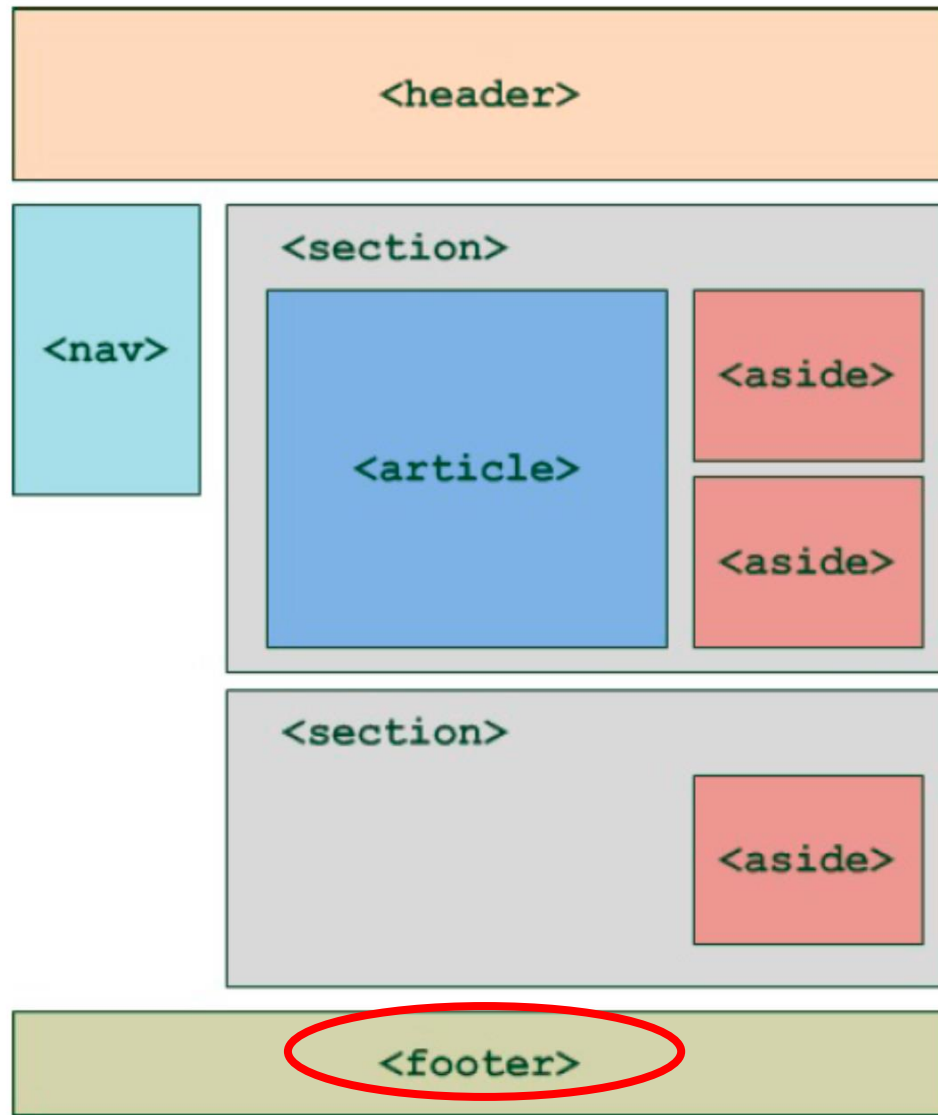 <header>
<nav>
<section>
<article>
<aside>
<aside>
<section>
<aside>
<footer>